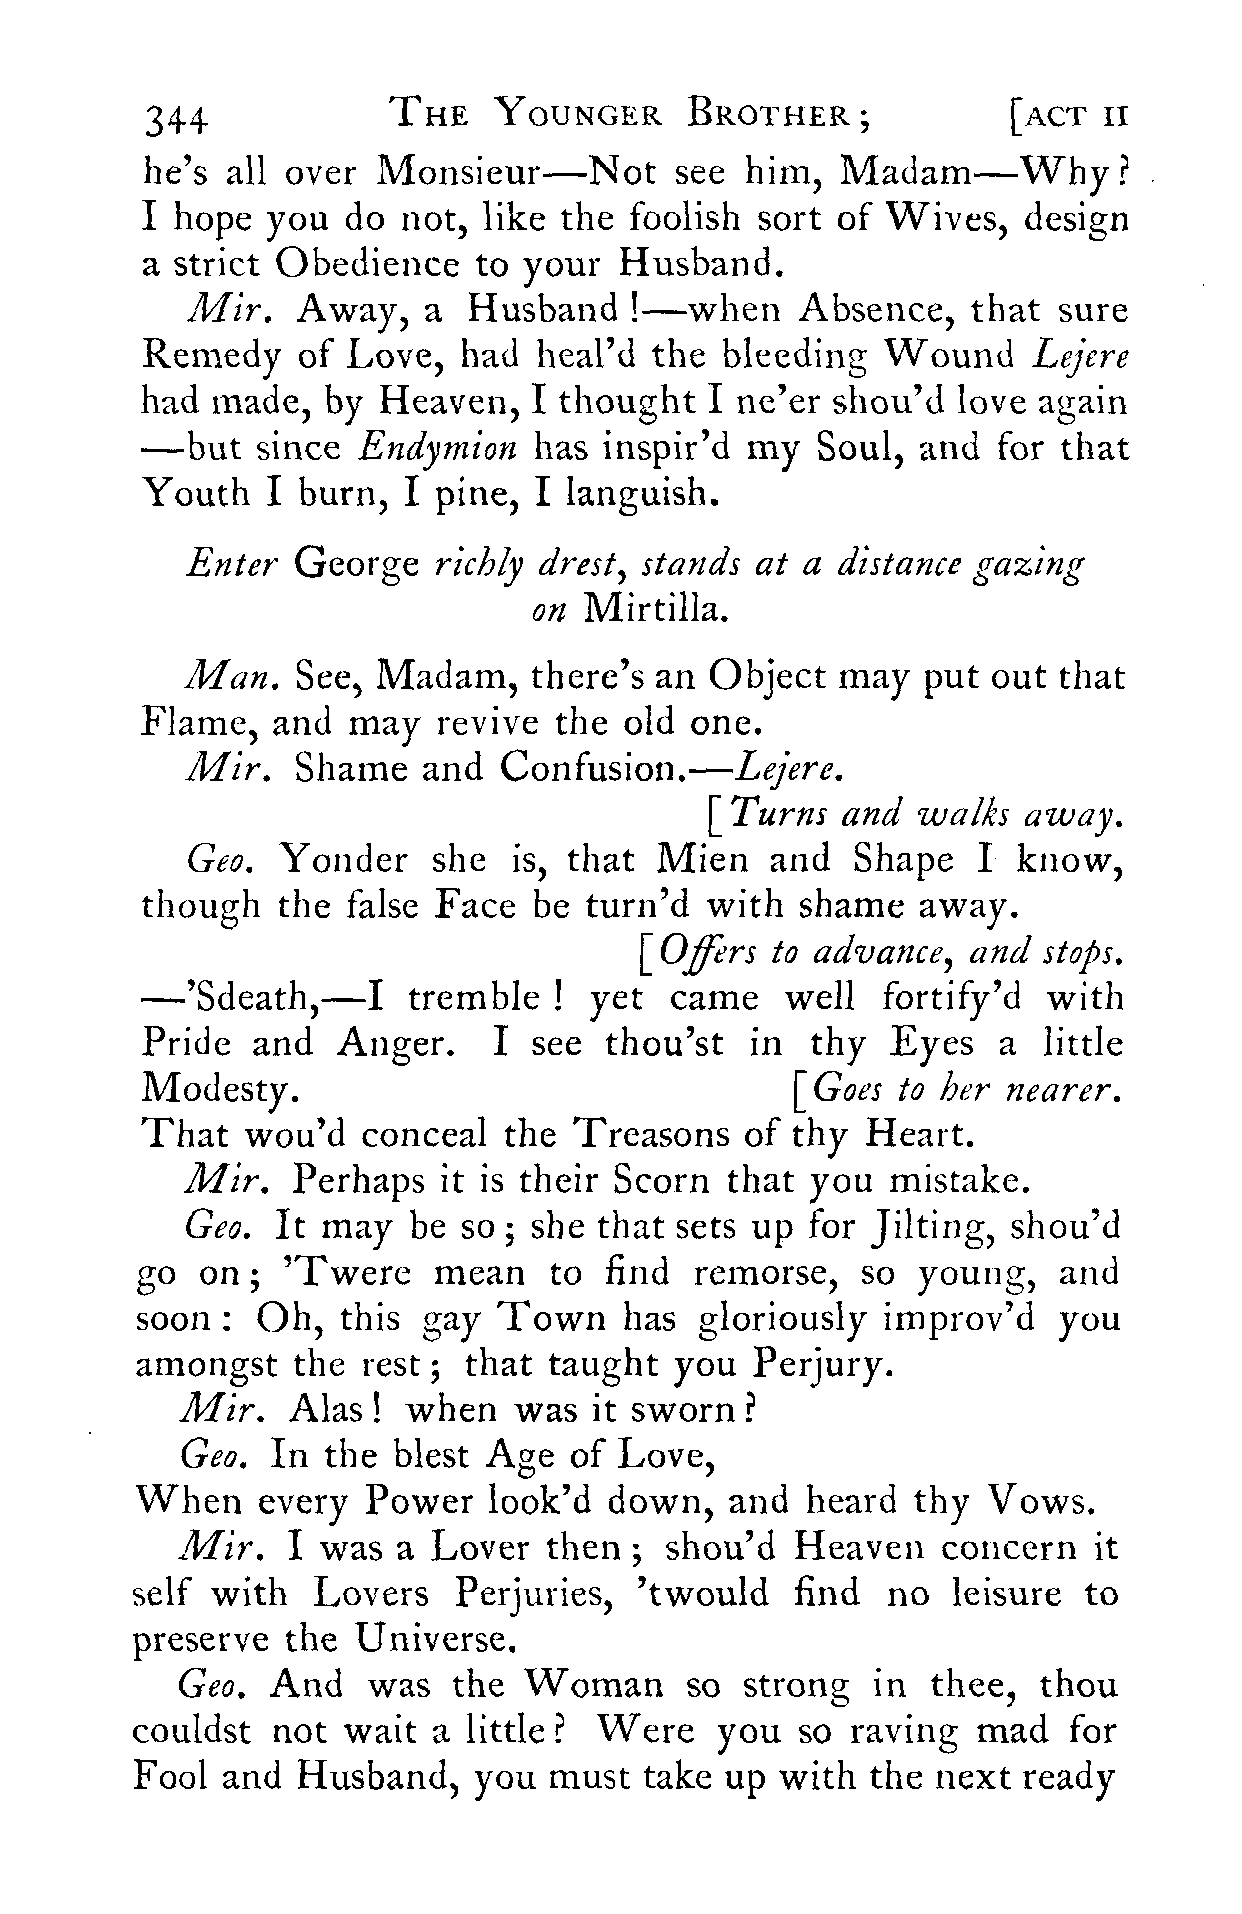 344 THE YOUNGER BROTHER; [ACT II
he's all over Monsieur—Not see him, Madam—Why?
I hope you do not, like the foolish sort of Wives, design
a strict Obedience to your Husband.
Mir. Away, a Husband!—when Absence, that sure
Remedy of Love, had heal'd the bleeding Wound Lejere
had made, by Heaven, I thought I ne'er shou'd love again
—but since Endymion has inspir'd my Soul, and for that
Youth I burn, I pine, I languish.
Enter George richly drest, stands at a distance gazing
on Mirtilla.
Man. See, Madam, there's an Object may put out that
Flame, and may revive the old one.
Mir. Shame and Confusion.—Lejere.
[Turns and walks away.
Geo. Yonder she is, that Mien and Shape I know,
though the false Face be turn'd with shame away.
[Offers to advance, and stops.
—'Sdeath,—I tremble! yet came well fortify'd with
Pride and Anger. I see thou'st in thy Eyes a little
Modesty. [Goes to her nearer.
That wou'd conceal the Treasons of thy Heart.
Mir. Perhaps it is their Scorn that you mistake.
Geo. It may be so; she that sets up for Jilting, shou'd
go on; 'Twere mean to find remorse, so young, and
soon: Oh, this gay Town has gloriously improv'd you
amongst the rest; that taught you Perjury.
Mir. Alas! when was it sworn?
Geo. In the blest Age of Love,
When every Power look'd down, and heard thy Vows.
Mir. I was a Lover then; shou'd Heaven concern it
self with Lovers Perjuries, 'twould find no leisure to
preserve the Universe.
Geo. And was the Woman so strong in thee, thou
couldst not wait a little? Were you so raving mad for
Fool and Husband, you must take up with the next ready